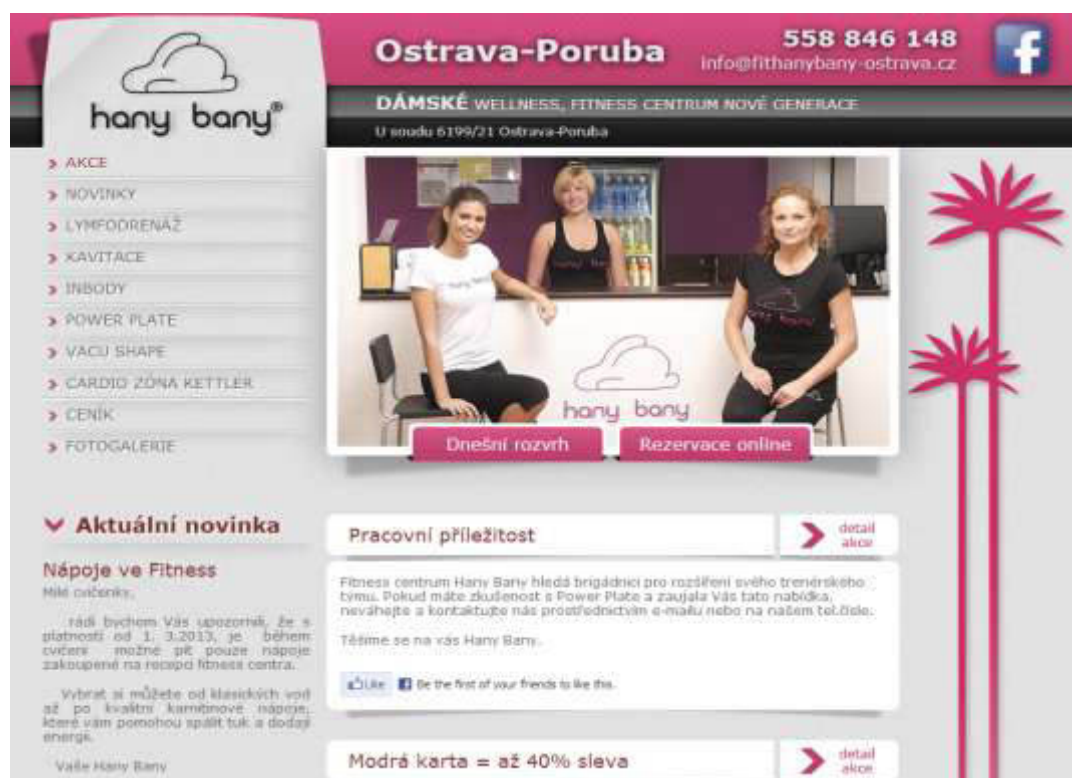 hany bany®
Ostrava-Poruba
558 846 148
info@fithanybany-ostrava.cz
DÁMSKÉ WELLNESS, FITNESS CENTRUM NOVÉ GENERACE
U soudu 6199/21 Ostrava-Poruba
AKCE
NOVINKY
LYMFODRENÁŽ
KAVITACE
INBODY
POWER PLATE
VACU SHAPE
CARDIO ZÓNA KETTLER
CENÍK
FOTOGALERIE
hany bany
hany bany
hany bany
hany bany
Dnešní rozvrh
Rezervace online
Aktuální novinka
Nápoje ve Fitness
Milé cvičenky,
rádi bychom Vás upozornili, že s
platností od 1. 3.2013, je během
cvičení možné pít pouze nápoje
zakoupené na recepci fitness centra.
Vybrat si můžete od klasických vod
až po kvalitní karnitinové nápoje,
které vám pomohou spálit tuk a dodají
energii.
Vaše Hany Bany
Pracovní příležitost
detail
akce
Fitness centrum Hany Bany hledá brigádnici pro rozšíření svého trenérského
týmu. Pokud máte zkušenost s Power Plate a zaujala Vás tato nabídka,
neváhejte a kontaktujte nás prostřednictvím e-mailu nebo na našem tel.čísle.
Těšíme se na vás Hany Bany.
Like
Be the first of your friends to like this.
Modrá karta = až 40% sleva
detail
akce